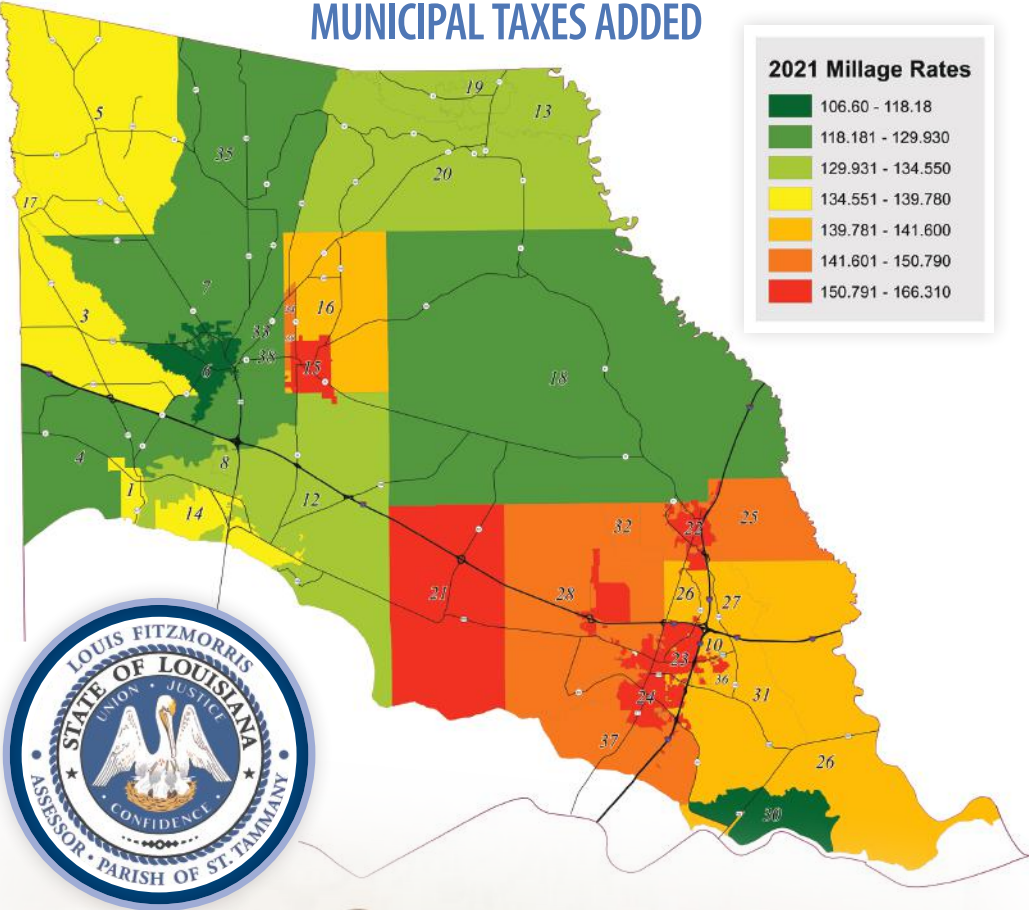 MUNICIPAL TAXES ADDED
2021 Millage Rates
106.60 - 118.18
118.181 - 129.930
129.931 - 134.550
134.551 - 139.780
139.781 - 141.600
141.601 - 150.790
150.791 - 166.310
19
13
5
35
20
17
7
16
3
33
38
6
15
18
4
8
1
12
14
22
25
32
21
28
26
27
10
23
36
24
31
37
26
30
LOUIS FITZMORRIS
STATE OF LOUISIANA
UNION · JUSTICE
· CONFIDENCE ·
ASSESSOR · PARISH OF ST. TAMMANY